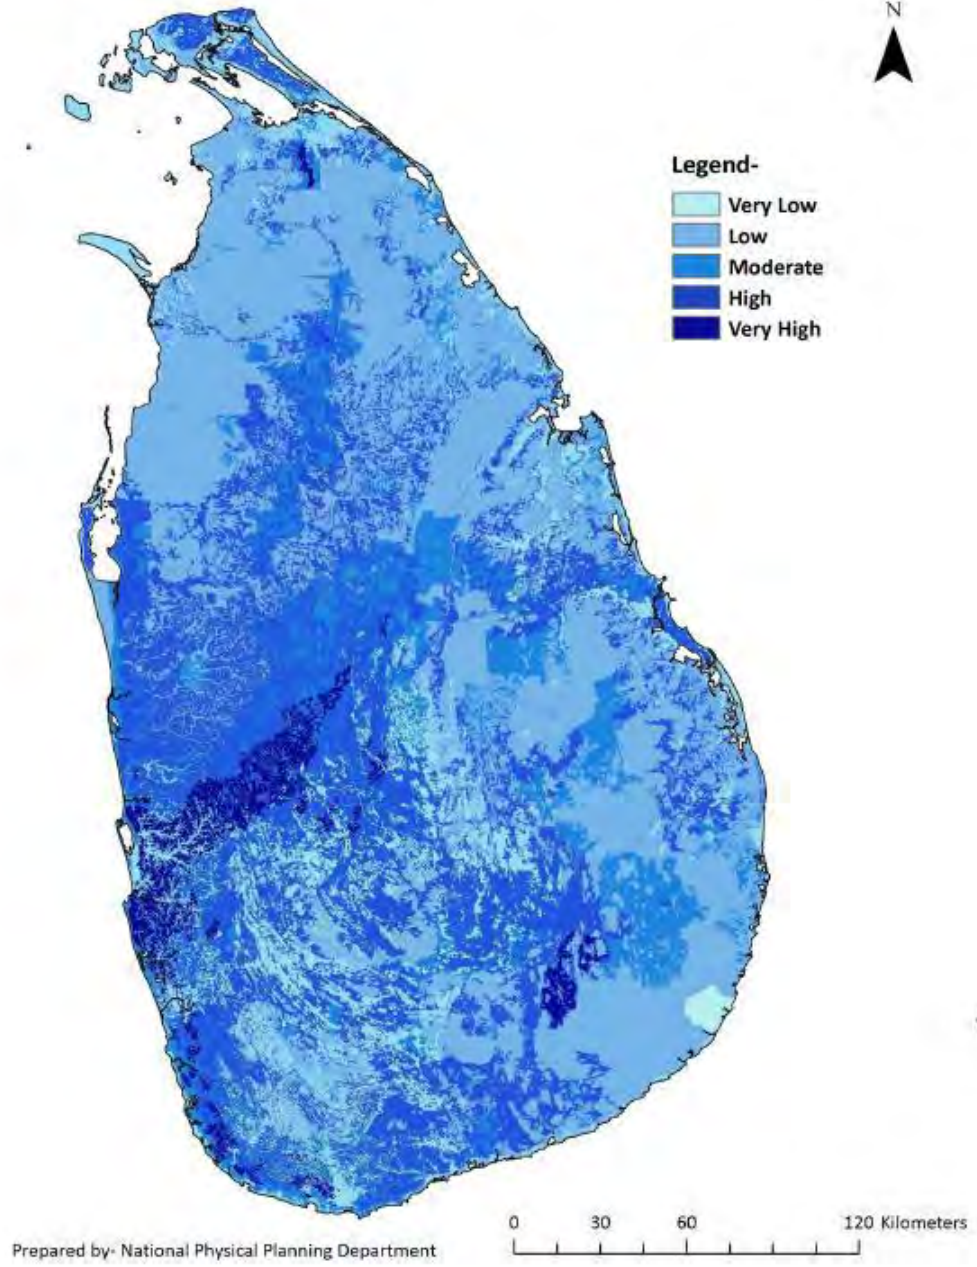 N
Legend-
Very Low
Low
Moderate
High
Very High
0 30 60 120 Kilometers
Prepared by- National Physical Planning Department